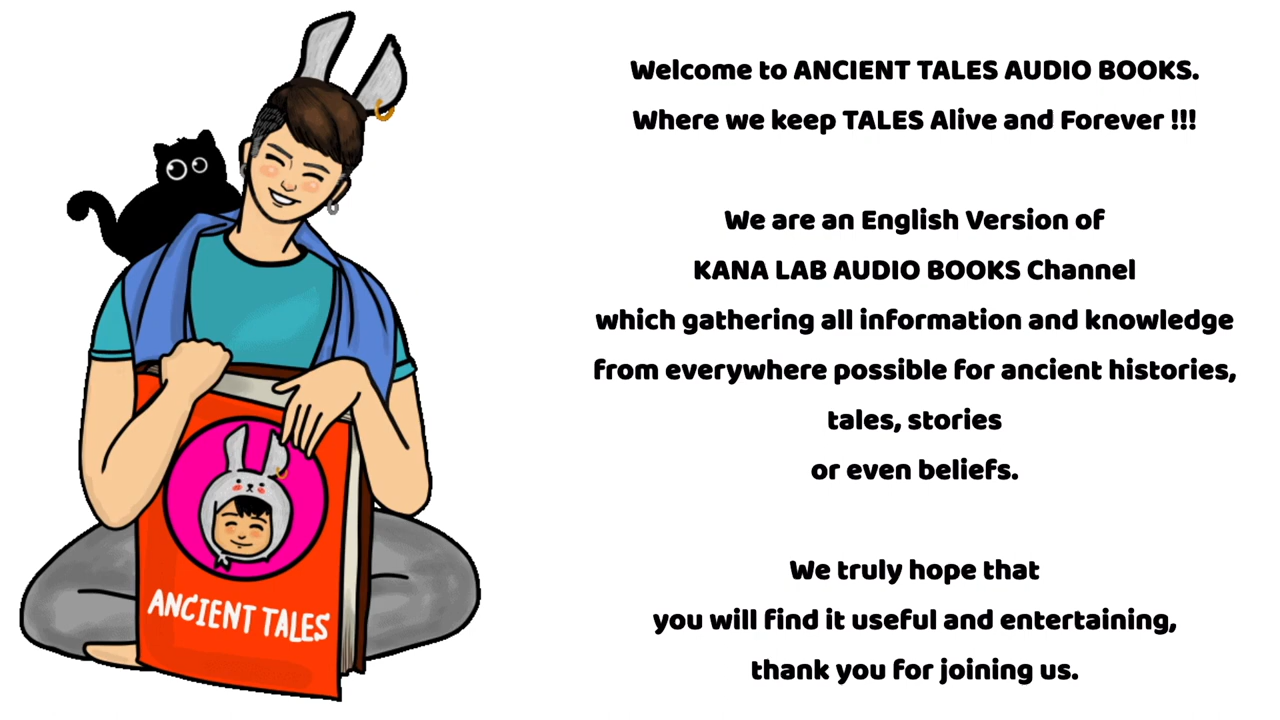 Welcome to ANCIENT TALES AUDIO BOOKS.
Where we keep TALES Alive and Forever !!!
We are an English Version of
KANA LAB AUDIO BOOKS Channel
which gathering all information and knowledge
from everywhere possible for ancient histories,
tales, stories
or even beliefs.
We truly hope that
you will find it useful and entertaining,
thank you for joining us.
ANCIENT TALES